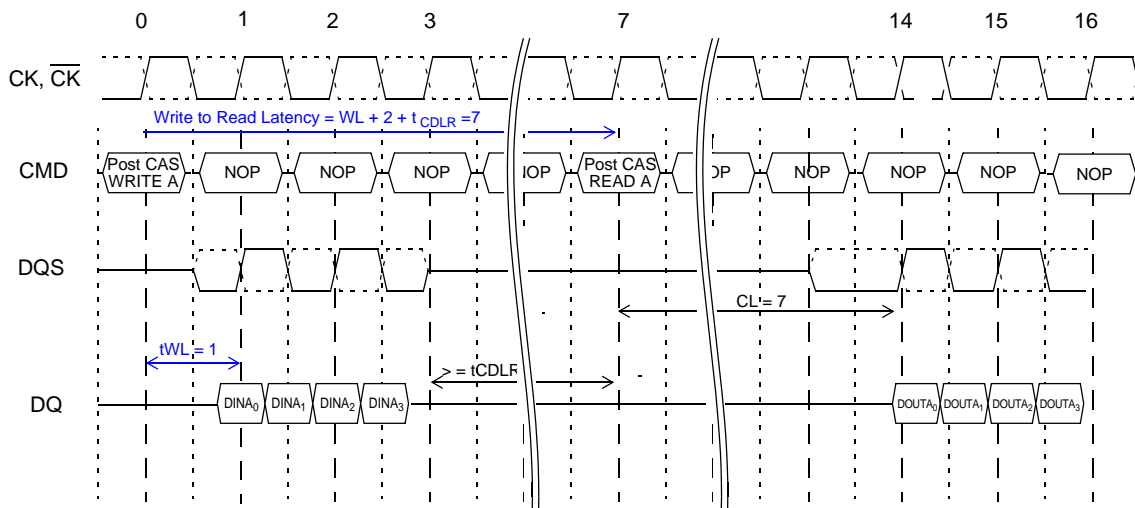 0 1 2 3 7 14 15 16
CK, CK
Write to Read Latency = WL + 2 + tCDLR =7
CMD
Post CAS
WRITE A
NOP
NOP
NOP
NOP
Post CAS
READ A
NOP
NOP
NOP
NOP
NOP
DQS
CL = 7
tWL = 1
> = tCDLR
DQ
DINA0 DINA1 DINA2 DINA3 DOUTA0 DOUTA1 DOUTA2 DOUTA3